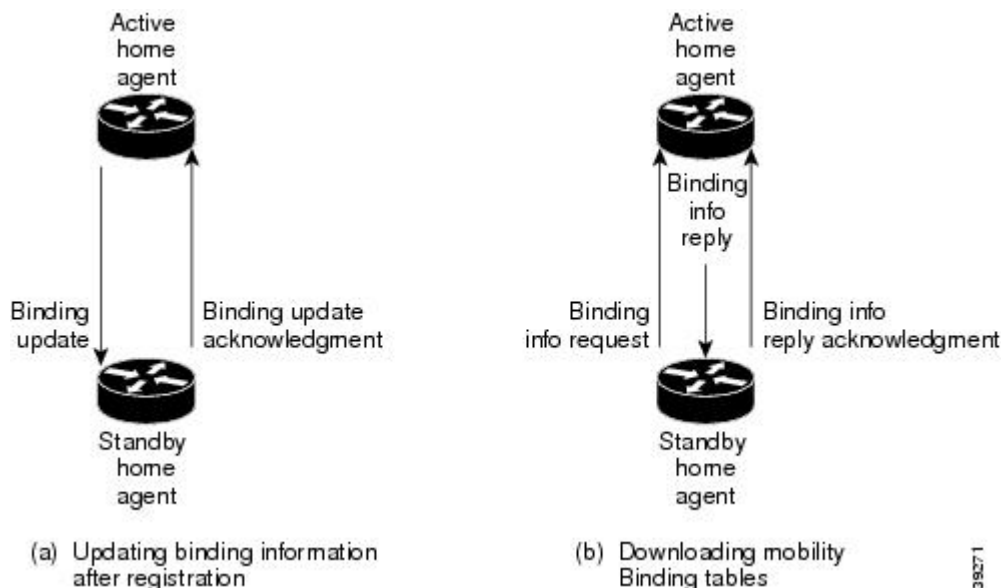 Active
home
agent
Binding
update
Binding update
acknowledgment
Standby
home
agent
(a) Updating binding information
after registration
Active
home
agent
Binding
info
reply
Binding
info request
Binding info
reply acknowledgment
Standby
home
agent
(b) Downloading mobility
Binding tables
39271